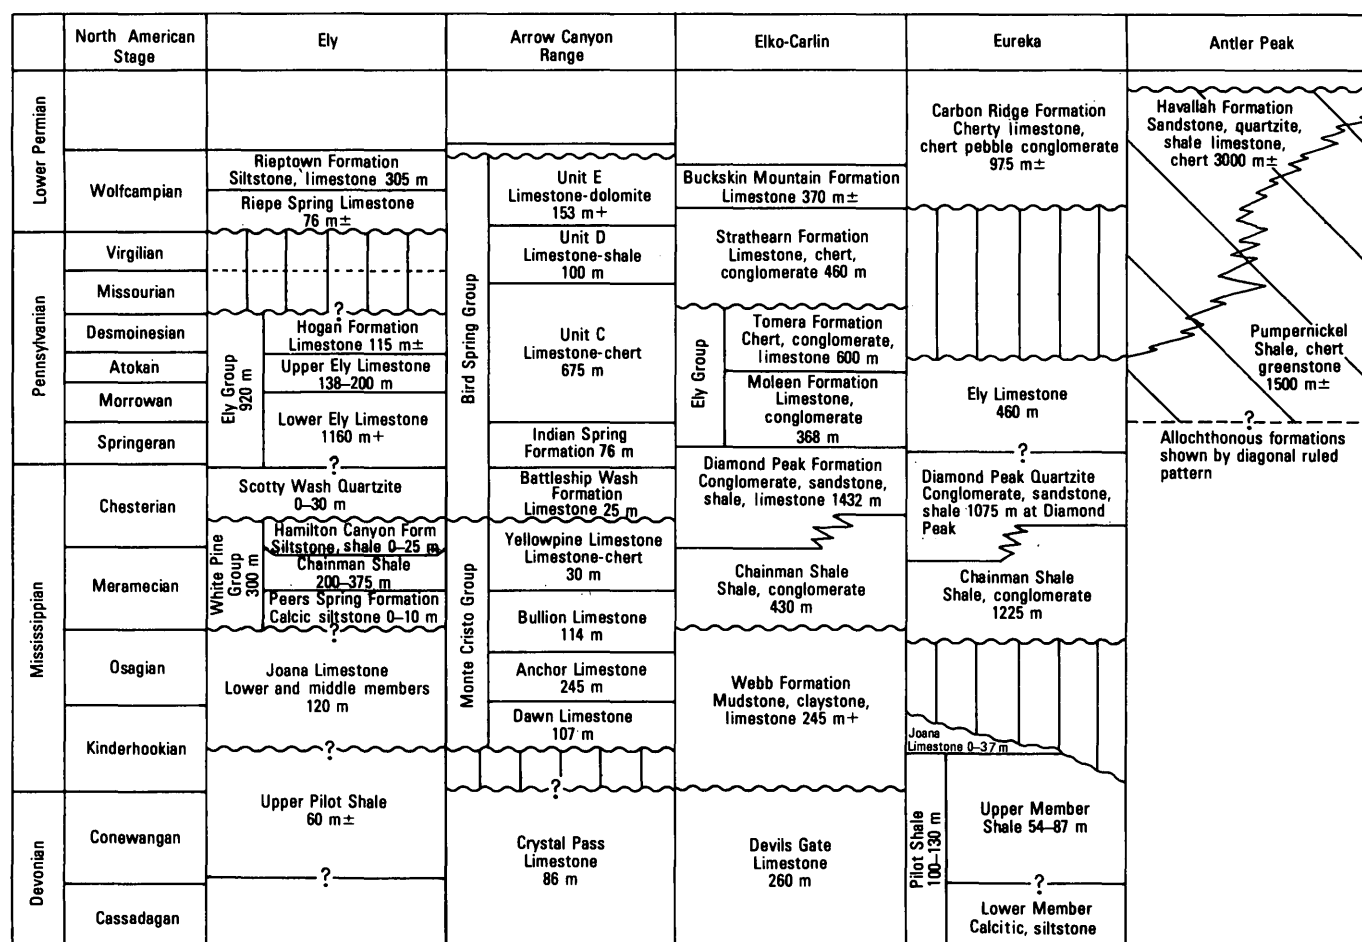 North American
Stage
Ely
Arrow Canyon
Range
Elko-Carlin
Eureka
Antler Peak
Lower Permian
Pennsylvanian
Mississippian
Devonian
Wolfcampian
Virgilian
Missourian
Desmoinesian
Atokan
Morrowan
Springeran
Chesterian
Meramecian
Osagian
Kinderhookian
Conewangan
Cassadagan
Rieptown Formation
Siltstone, limestone 305 m
Riepe Spring Limestone
76 m±
?
Ely Group
920 m
Hogan Formation
Limestone 115 m±
Upper Ely Limestone
138–200 m
Lower Ely Limestone
1160 m+
?
Scotty Wash Quartzite
0–30 m
White Pine
Group
300 m
Hamilton Canyon Form
Siltstone, shale 0–25 m
Chainman Shale
200–375 m
Peers Spring Formation
Calcic siltstone 0–10 m
?
Joana Limestone
Lower and middle members
120 m
?
Upper Pilot Shale
60 m±
?
Bird Spring Group
Unit E
Limestone-dolomite
153 m+
Unit D
Limestone-shale
100 m
Unit C
Limestone-chert
675 m
Indian Spring
Formation 76 m
Battleship Wash
Formation
Limestone 25 m
Monte Cristo Group
Yellowpine Limestone
Limestone-chert
30 m
Bullion Limestone
114 m
Anchor Limestone
245 m
Dawn Limestone
107 m
?
Crystal Pass
Limestone
86 m
Buckskin Mountain Formation
Limestone 370 m±
Strathearn Formation
Limestone, chert,
conglomerate 460 m
Ely Group
Tomera Formation
Chert, conglomerate,
limestone 600 m
Moleen Formation
Limestone,
conglomerate
368 m
Diamond Peak Formation
Conglomerate, sandstone,
shale, limestone 1432 m
Chainman Shale
Shale, conglomerate
430 m
Webb Formation
Mudstone, claystone,
limestone 245 m+
Devils Gate
Limestone
260 m
Carbon Ridge Formation
Cherty limestone,
chert pebble conglomerate
975 m±
Ely Limestone
460 m
?
Diamond Peak Quartzite
Conglomerate, sandstone,
shale 1075 m at Diamond
Peak
Chainman Shale
Shale, conglomerate
1225 m
Joana
Limestone 0–37 m
Pilot Shale
100–130 m
Upper Member
Shale 54–87 m
?
Lower Member
Calcitic, siltstone
Havallah Formation
Sandstone, quartzite,
shale limestone,
chert 3000 m±
Pumpernickel
Shale, chert
greenstone
1500 m±
?
Allochthonous formations
shown by diagonal ruled
pattern